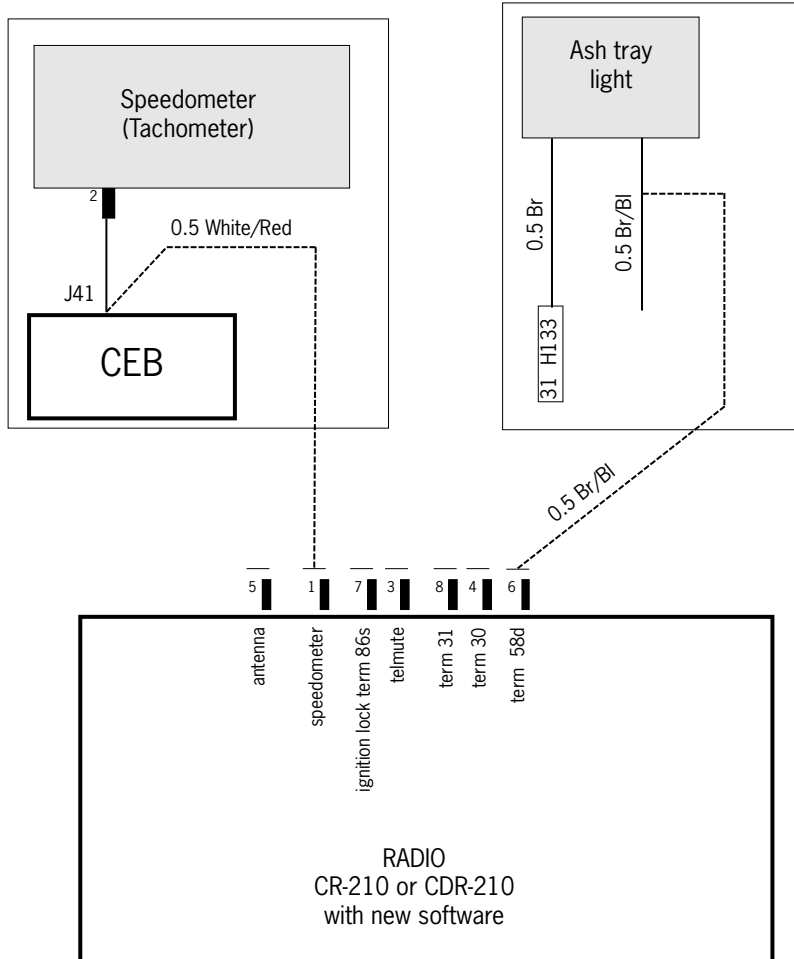 Speedometer
(Tachometer)
2
0.5 White/Red
J41
CEB
Ash tray
light
0.5 Br
0.5 Br/Bl
31 H133
0.5 Br/Bl
5
1
7
3
8
4
6
antenna
speedometer
ignition lock term 86s
telmute
term 31
term 30
term 58d
RADIO
CR-210 or CDR-210
with new software